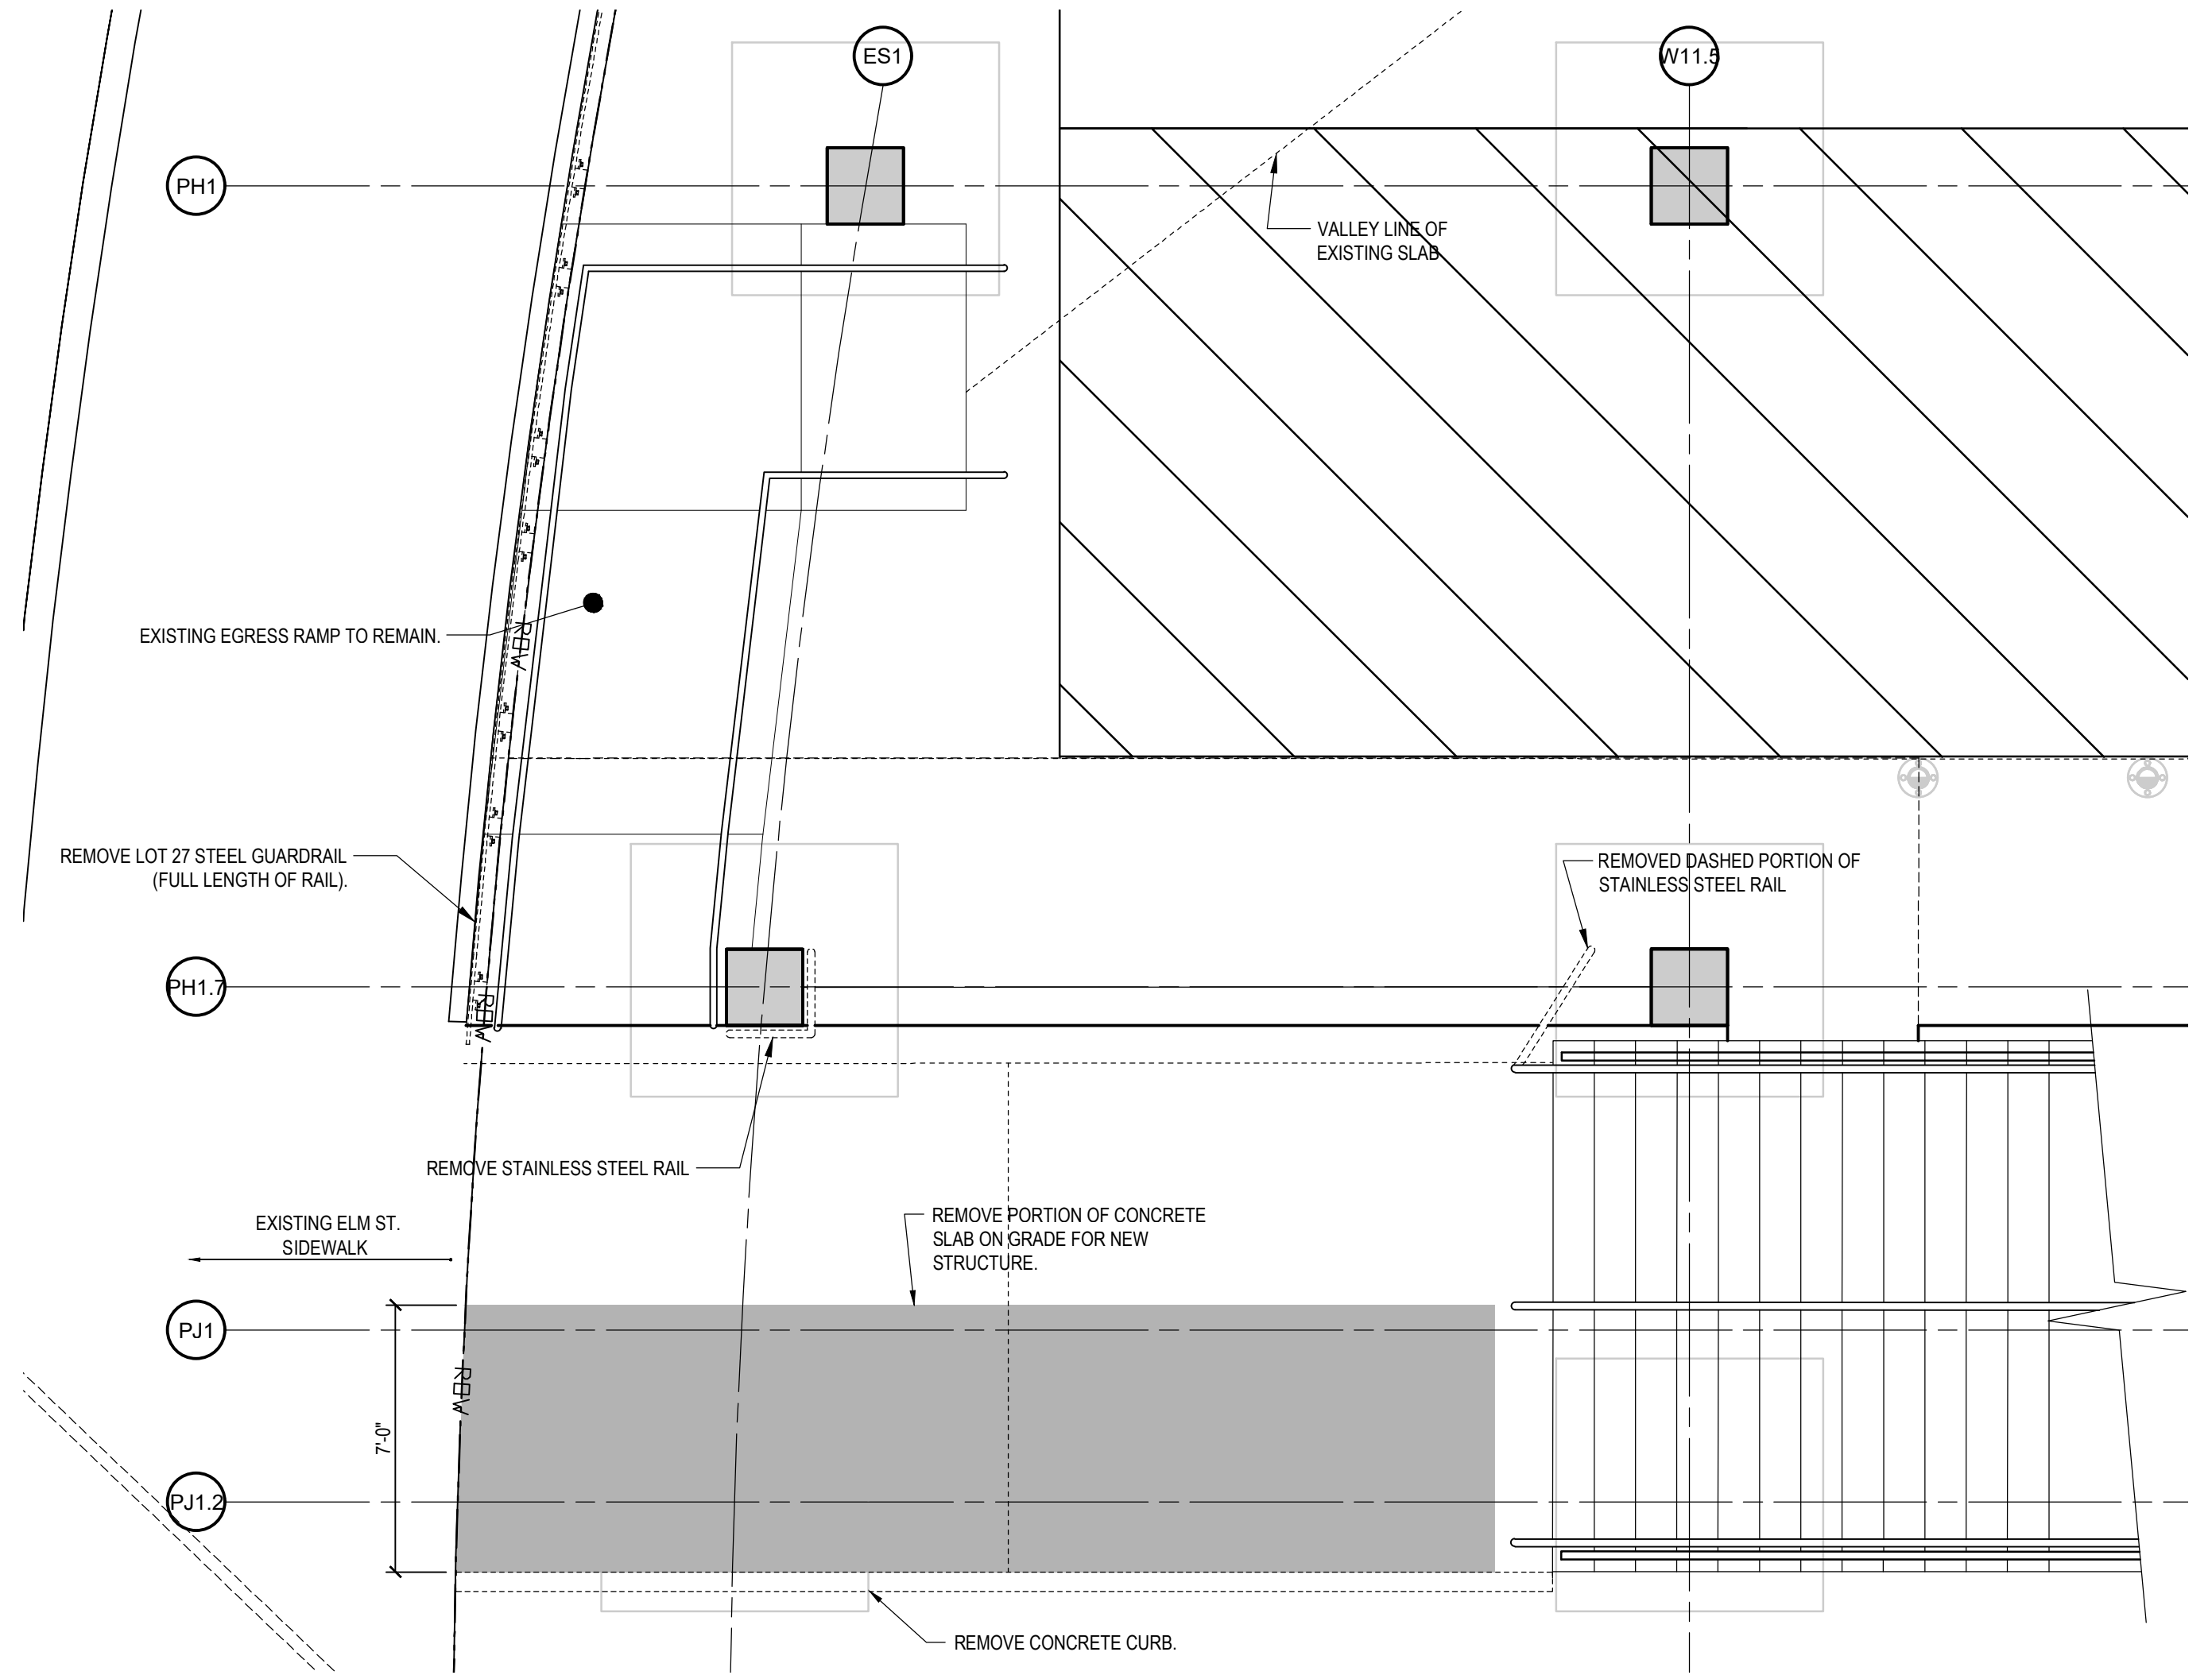 ES1
W11.5
PH1
VALLEY LINE OF
EXISTING SLAB
EXISTING EGRESS RAMP TO REMAIN.
ROW
REMOVE LOT 27 STEEL GUARDRAIL
(FULL LENGTH OF RAIL).
REMOVED DASHED PORTION OF
STAINLESS STEEL RAIL
PH1.7
ROW
REMOVE STAINLESS STEEL RAIL
EXISTING ELM ST.
SIDEWALK
REMOVE PORTION OF CONCRETE
SLAB ON GRADE FOR NEW
STRUCTURE.
PJ1
ROW
7'-0"
PJ1.2
REMOVE CONCRETE CURB.